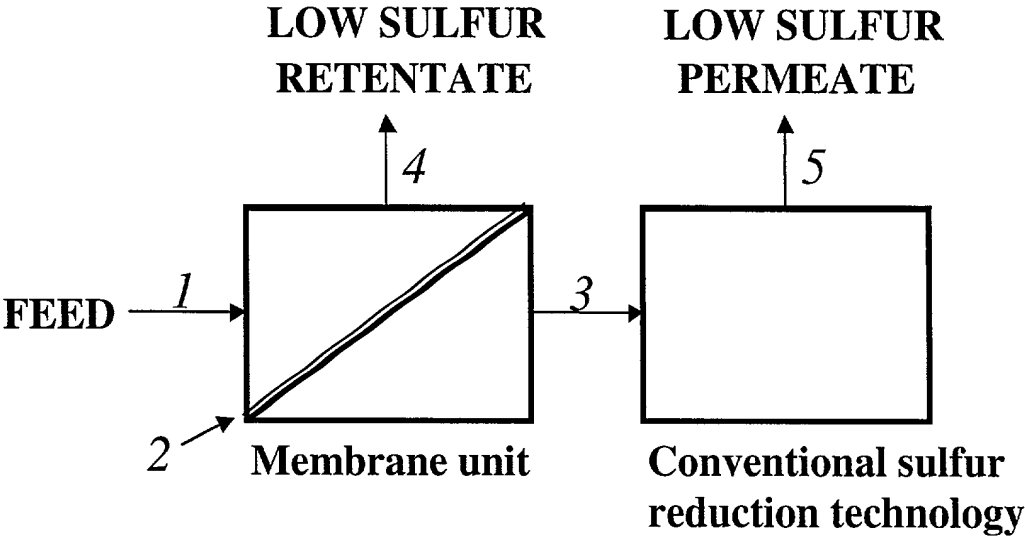 LOW SULFUR
RETENTATE
LOW SULFUR
PERMEATE
4
5
FEED
1
3
2
Membrane unit
Conventional sulfur
reduction technology